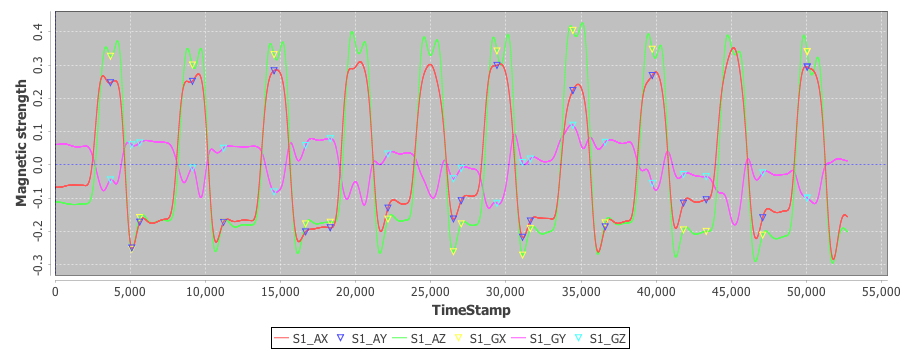 Magnetic strength
0.4
0.3
0.2
0.1
0.0
-0.1
-0.2
-0.3
0 5,000 10,000 15,000 20,000 25,000 30,000 35,000 40,000 45,000 50,000 55,000
TimeStamp
S1_AX S1_AY S1_AZ S1_GX S1_GY S1_GZ